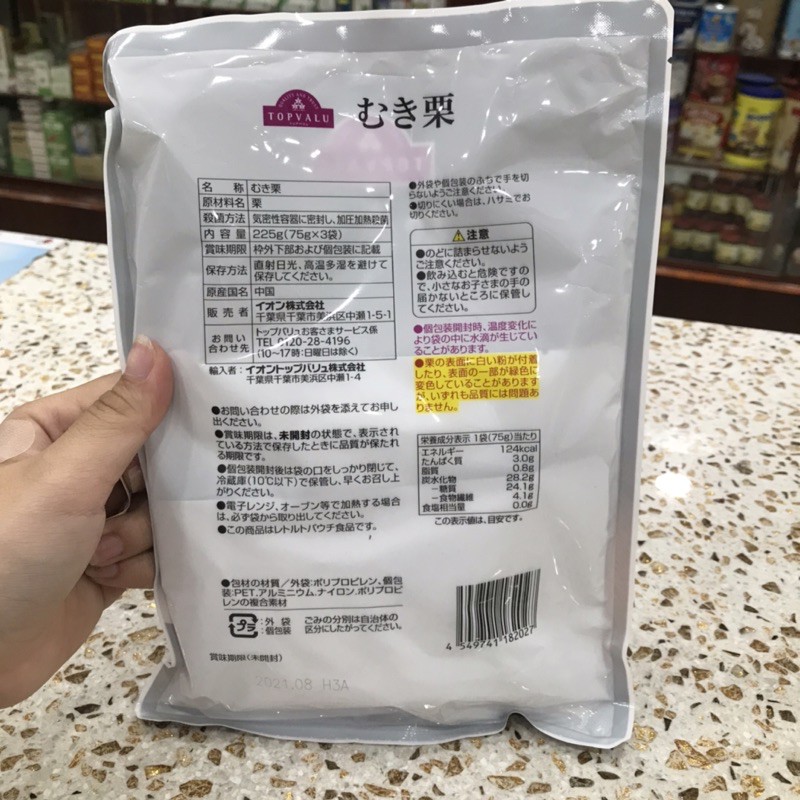 QUALITY AND TRUST
TOPVALU
トップバリュ
むき栗
名 称 むき栗
原材料名 栗
殺菌方法 気密性容器に密封し、加圧加熱殺菌
内 容 量 225g(75g×3袋)
賞味期限 枠外下部および個包装に記載
保存方法 直射日光、高温多湿を避けて
保存してください。
原産国名 中国
販 売 者 イオン株式会社
千葉県千葉市美浜区中瀬1-5-1
お問い合わせ先 トップバリュお客さまサービス係
TEL 0120-28-4196
(10~17時:日曜日は除く)
輸入者:イオントップバリュ株式会社
千葉県千葉市美浜区中瀬1-4
●お問い合わせの際は外袋を添えてお申し
出ください。
●賞味期限は、未開封の状態で、表示され
ている方法で保存したときに品質が保たれ
る期限です。
●個包装開封後は袋の口をしっかり閉じて、
冷蔵庫(10℃以下)で保管し、早くお召し上
がりください。
●電子レンジ、オーブン等で加熱する場合
は、必ず袋から取り出してください。
●この商品はレトルトパウチ食品です。
●包材の材質/外袋:ポリプロピレン、個包
装:PET、アルミニウム、ナイロン、ポリプロピ
レンの複合素材
プラ
:外 袋
:個包装
ごみの分別は自治体の
区分にしたがってください。
賞味期限(未開封)
2021.08 H3A
●外袋や個包装のふちで手を切
らないようご注意ください。
●切りにくい場合は、ハサミでお
切りください。
⚠注意
●のどに詰まらせないよう
ご注意ください。
●飲み込むと危険ですの
で、小さなお子さまの手の
届かないところに保管し
てください。
●個包装開封時、温度変化に
より袋の中に水滴が生じてい
ることがあります。
●栗の表面に白い粉が付着
したり、表面の一部が緑色に
変色していることがあります
が、いずれも品質には問題あ
りません。
栄養成分表示 1袋(75g)当たり
エネルギー 124kcal
たんぱく質 3.0g
脂質 0.8g
炭水化物 28.2g
-糖質 24.1g
-食物繊維 4.1g
食塩相当量 0.0g
この表示値は、目安です。
4 549741 182027